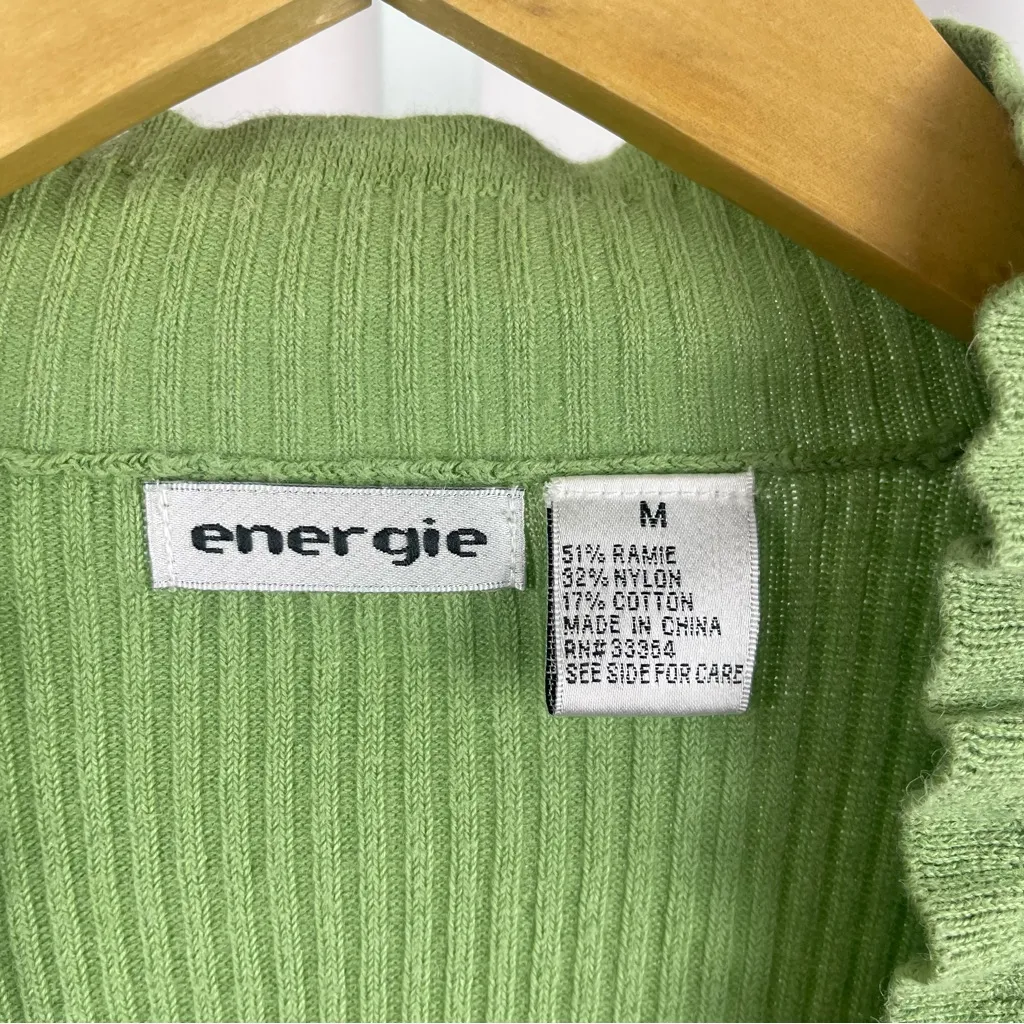 energie
M
51% RAMIE
32% NYLON
17% COTTON
MADE IN CHINA
RN# 33364
SEE SIDE FOR CARE